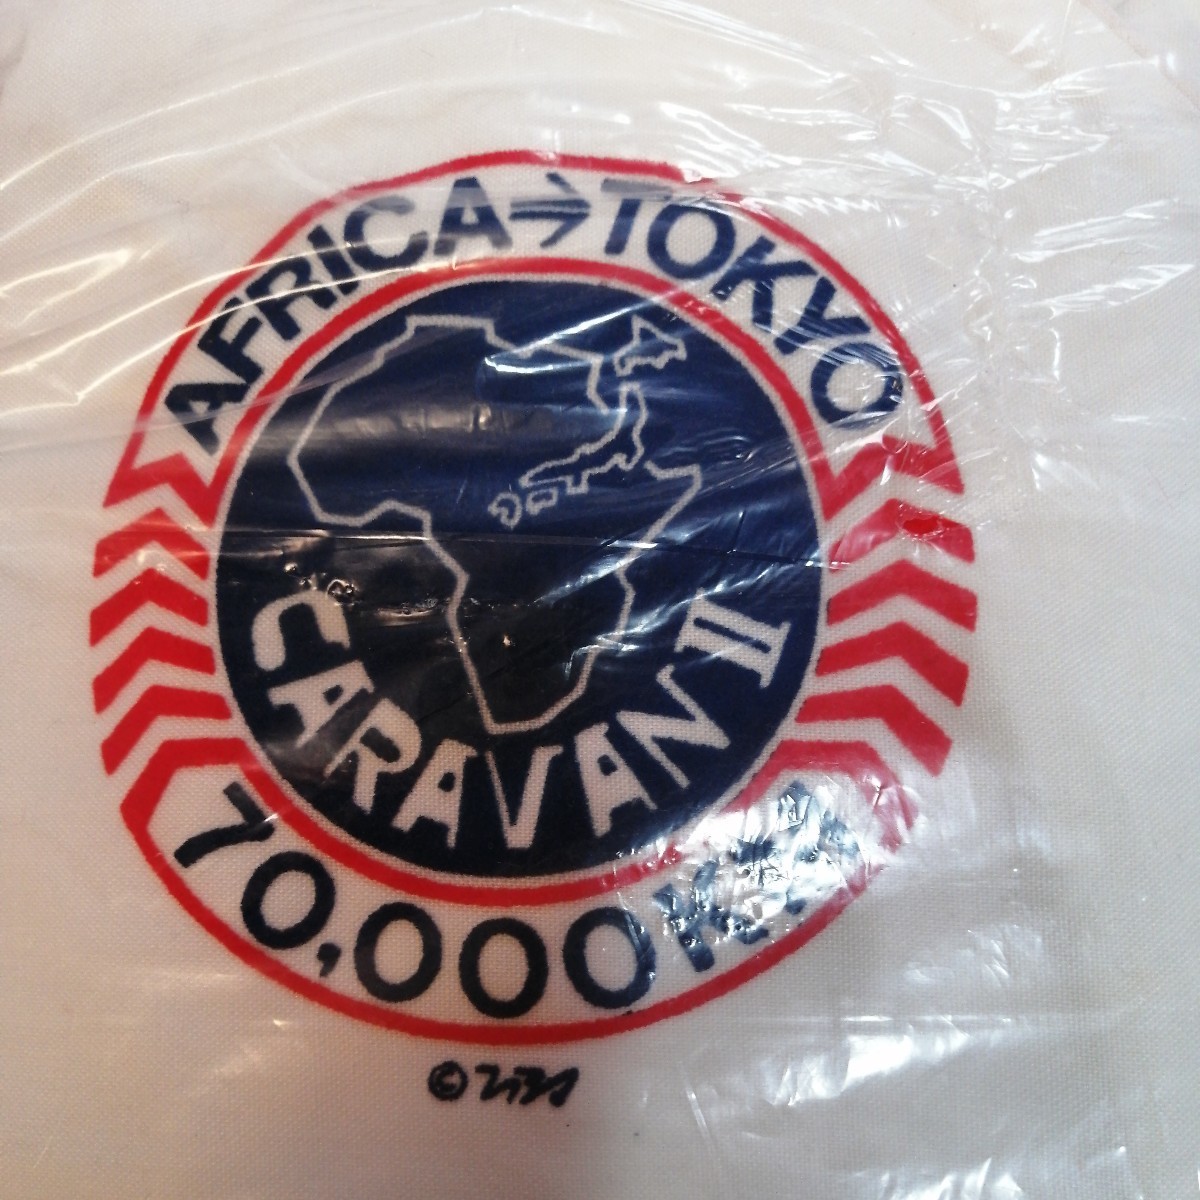 AFRICA→TOKYO
CARAVAN II
70,000
©